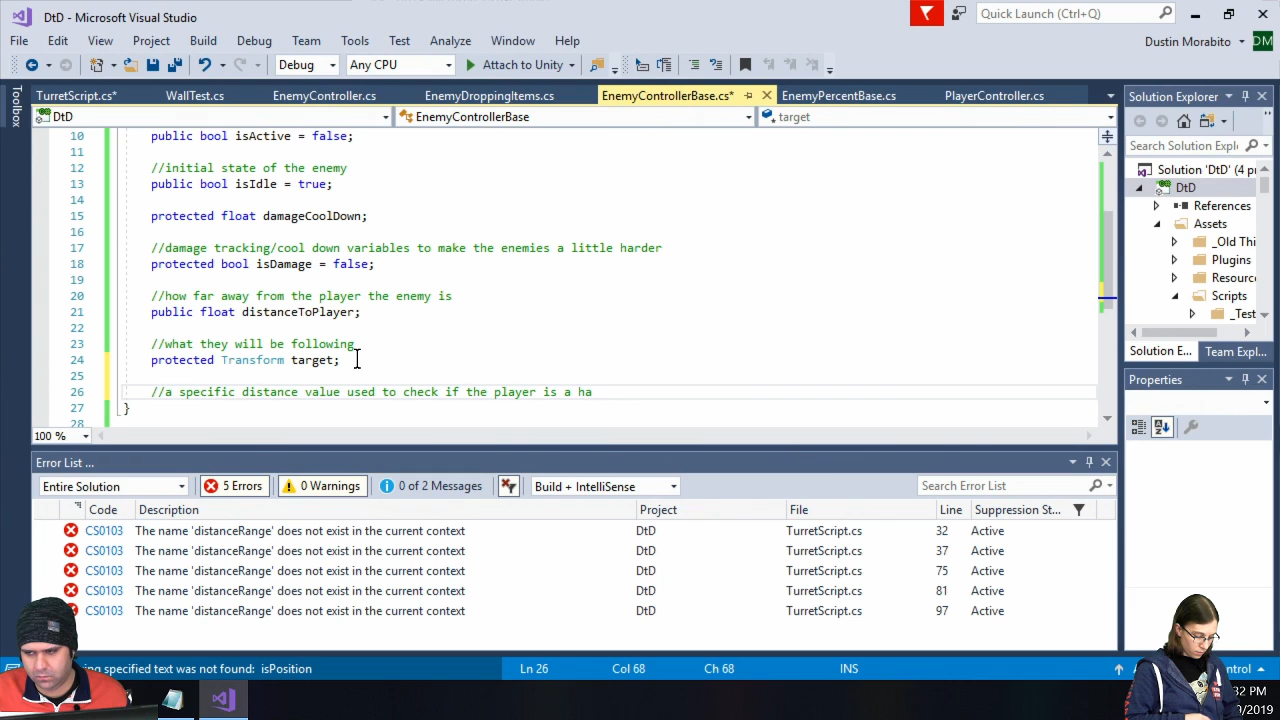 DtD - Microsoft Visual Studio
Quick Launch (Ctrl+Q)
File Edit View Project Build Debug Team Tools Test Analyze Window Help
Dustin Morabito DM
Debug Any CPU Attach to Unity
Toolbox
TurretScript.cs* WallTest.cs EnemyController.cs EnemyDroppingItems.cs EnemyControllerBase.cs* EnemyPercentBase.cs PlayerController.cs
DtD EnemyControllerBase target
10 public bool isActive = false;
11
12 //initial state of the enemy
13 public bool isIdle = true;
14
15 protected float damageCoolDown;
16
17 //damage tracking/cool down variables to make the enemies a little harder
18 protected bool isDamage = false;
19
20 //how far away from the player the enemy is
21 public float distanceToPlayer;
22
23 //what they will be following
24 protected Transform target;
25
26 //a specific distance value used to check if the player is a ha
27 }
28
100 %
Solution Explorer
Search Solution Expl
Solution 'DtD' (4 pr
DtD
References
Assets
_Old Thi
Plugins
Resourc
Scripts
_Test
Solution E... Team Expl...
Properties
Error List ...
Entire Solution 5 Errors 0 Warnings 0 of 2 Messages Build + IntelliSense Search Error List
Code Description Project File Line Suppression St...
CS0103 The name 'distanceRange' does not exist in the current context DtD TurretScript.cs 32 Active
CS0103 The name 'distanceRange' does not exist in the current context DtD TurretScript.cs 37 Active
CS0103 The name 'distanceRange' does not exist in the current context DtD TurretScript.cs 75 Active
CS0103 The name 'distanceRange' does not exist in the current context DtD TurretScript.cs 81 Active
CS0103 The name 'distanceRange' does not exist in the current context DtD TurretScript.cs 97 Active
specified text was not found: isPosition Ln 26 Col 68 Ch 68 INS
32 PM
/2019